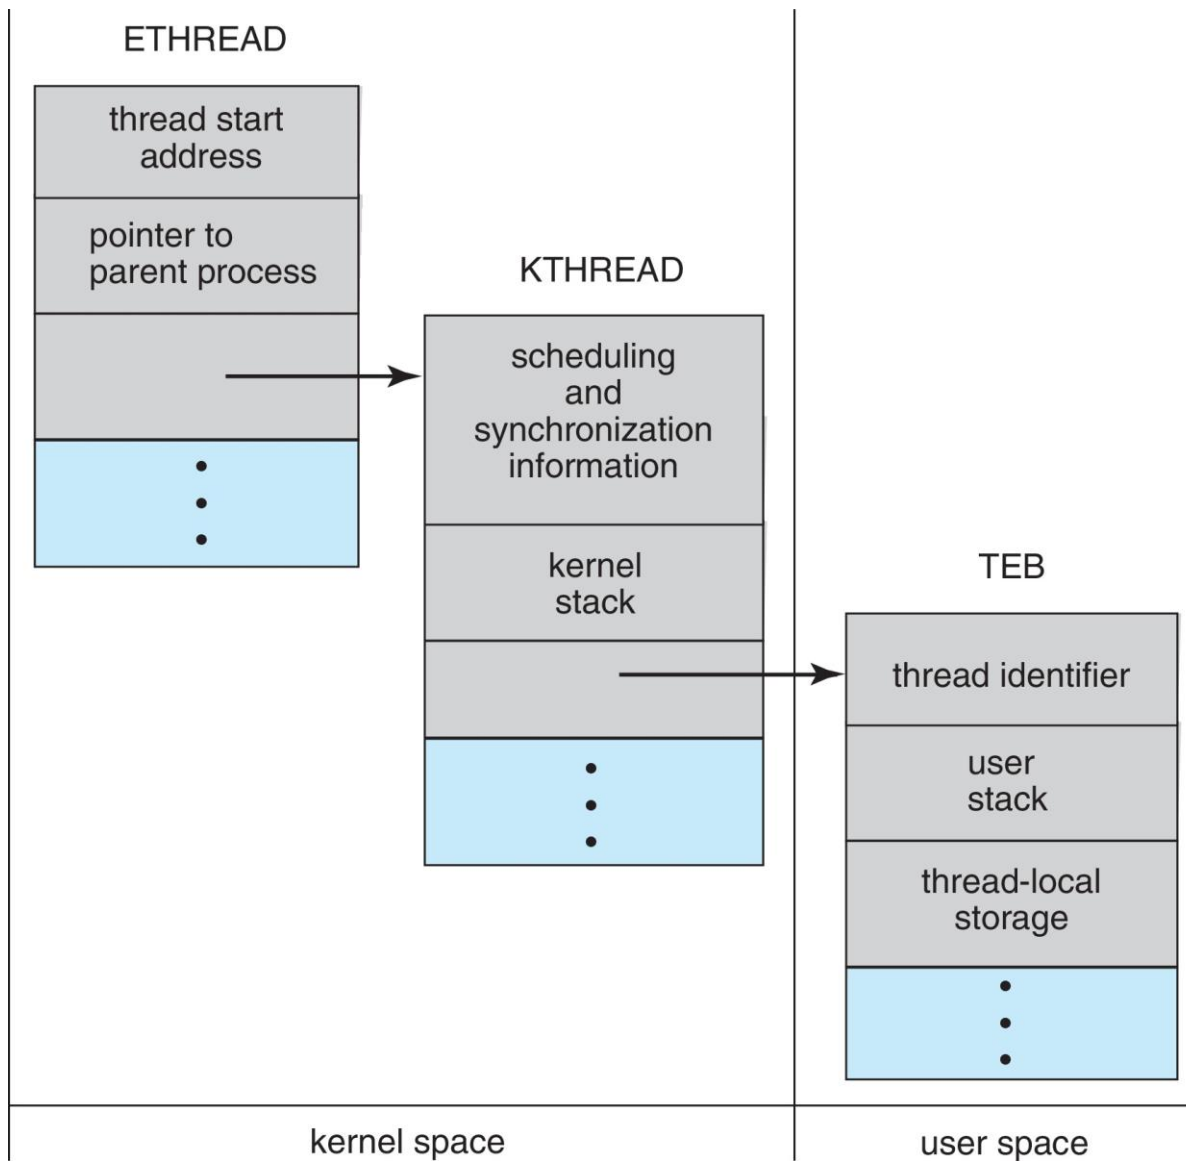 ETHREAD
thread start
address
pointer to
parent process
KTHREAD
scheduling
and
synchronization
information
kernel
stack
TEB
thread identifier
user
stack
thread-local
storage
kernel space
user space